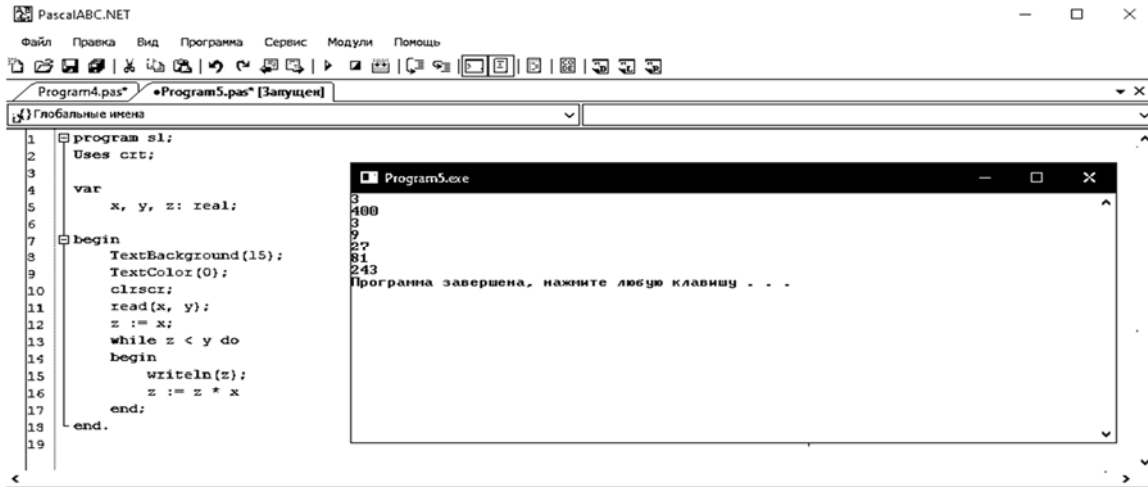 PascalABC.NET
Файл Правка Вид Программа Сервис Модули Помощь
Program4.pas* •Program5.pas* [Запущен]
Глобальные имена
1 program sl;
2 Uses crt;
3
4 var
5 x, y, z: real;
6
7 begin
8 TextBackground(15);
9 TextColor(0);
10 clrscr;
11 read(x, y);
12 z := x;
13 while z < y do
14 begin
15 writeln(z);
16 z := z * x
17 end;
18 end.
19
Program5.exe
3
400
3
9
27
81
243
Программа завершена, нажмите любую клавишу . . .